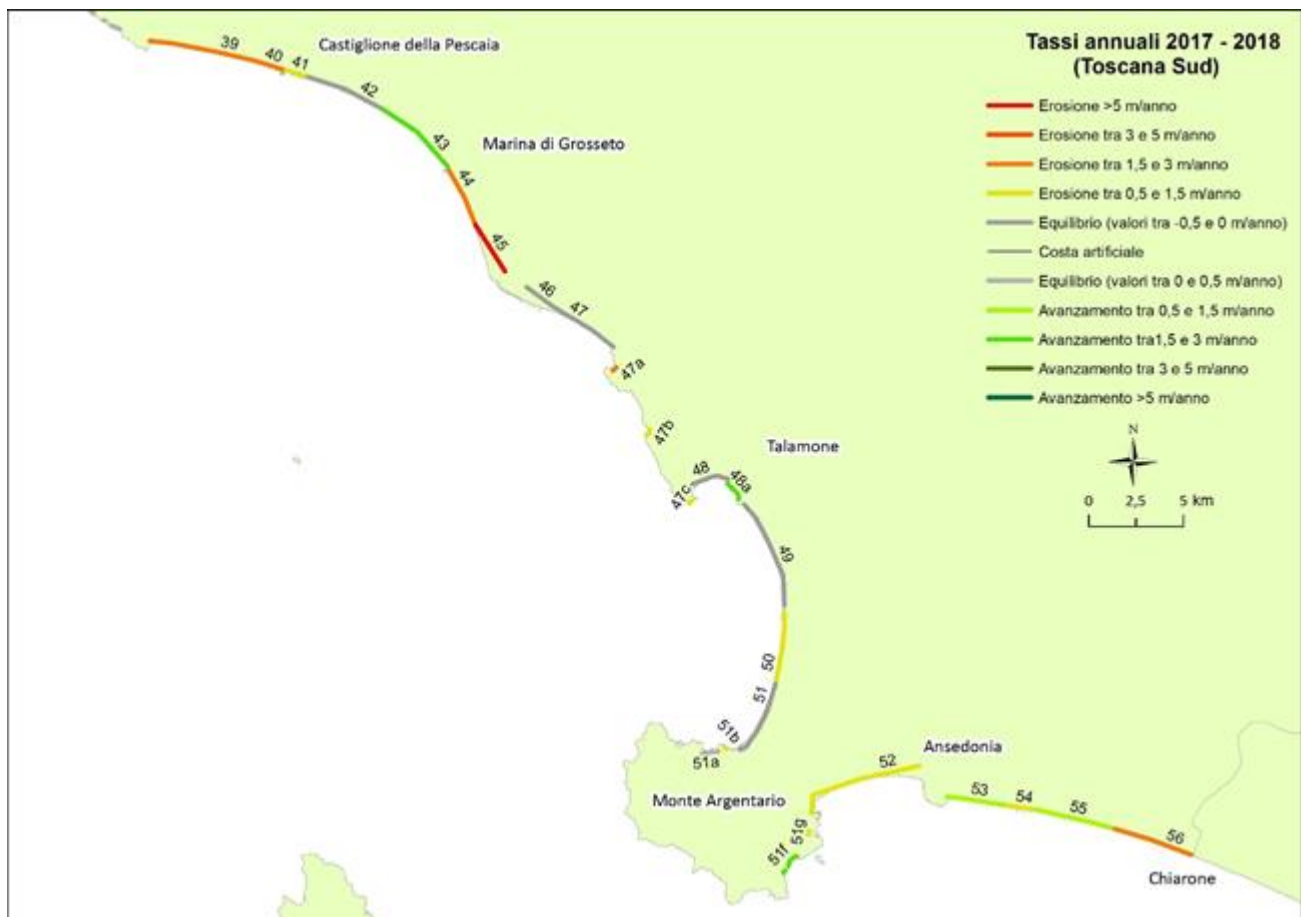 Tassi annuali 2017 - 2018
(Toscana Sud)
Erosione >5 m/anno
Erosione tra 3 e 5 m/anno
Erosione tra 1,5 e 3 m/anno
Erosione tra 0,5 e 1,5 m/anno
Equilibrio (valori tra -0,5 e 0 m/anno)
Costa artificiale
Equilibrio (valori tra 0 e 0,5 m/anno)
Avanzamento tra 0,5 e 1,5 m/anno
Avanzamento tra1,5 e 3 m/anno
Avanzamento tra 3 e 5 m/anno
Avanzamento >5 m/anno
N
0 2,5 5 km
39
40
41
Castiglione della Pescaia
42
43
Marina di Grosseto
44
45
46
47
47a
47b
Talamone
47c
48
48a
49
50
51
51b
51a
Monte Argentario
52
Ansedonia
51g
51f
53
54
55
56
Chiarone